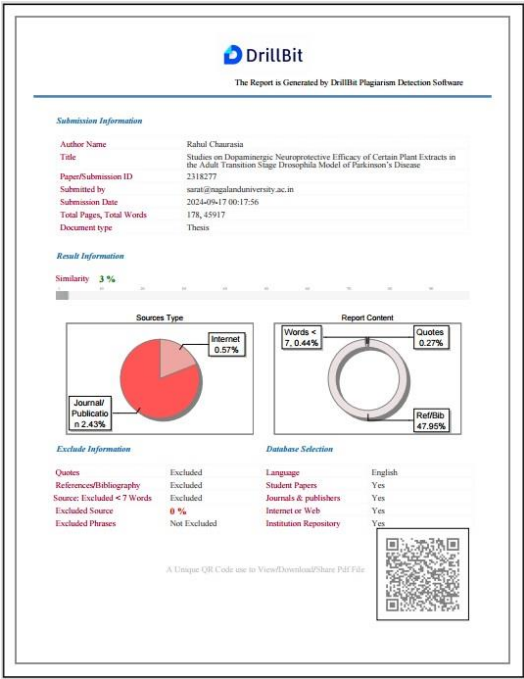 DrillBit
The Report is Generated by DrillBit Plagiarism Detection Software
Submission Information
Author Name Rahul Chaurasia
Title Studies on Dopaminergic Neuroprotective Efficacy of Certain Plant Extracts in
the Adult Transition Stage Drosophila Model of Parkinson's Disease
Paper/Submission ID 2318277
Submitted by sarat@nagalanduniversity.ac.in
Submission Date 2024-09-17 00:17:56
Total Pages, Total Words 178, 45917
Document type Thesis
Result Information
Similarity 3 %
Sources Type
Internet
0.57%
Journal/
Publicatio
n 2.43%
Report Content
Words <
7, 0.44%
Quotes
0.27%
Ref/Bib
47.95%
Exclude Information
Quotes Excluded
References/Bibliography Excluded
Source: Excluded < 7 Words Excluded
Excluded Source 0 %
Excluded Phrases Not Excluded
Database Selection
Language English
Student Papers Yes
Journals & publishers Yes
Internet or Web Yes
Institution Repository Yes
A Unique QR Code use to View/Download/Share Pdf File